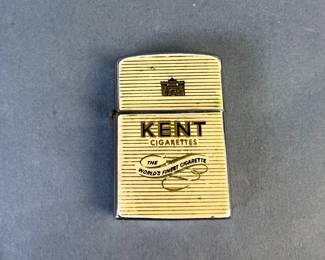 KENT
CIGARETTES
THE
WORLD'S FINEST CIGARETTE